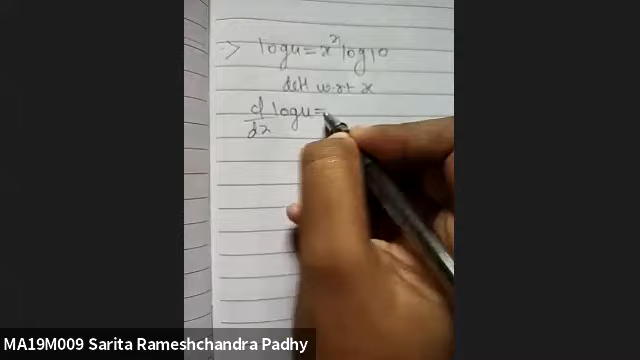 => log u = x^x log 10
diff w.r.t x
d/dx log u =
MA19M009 Sarita Rameshchandra Padhy